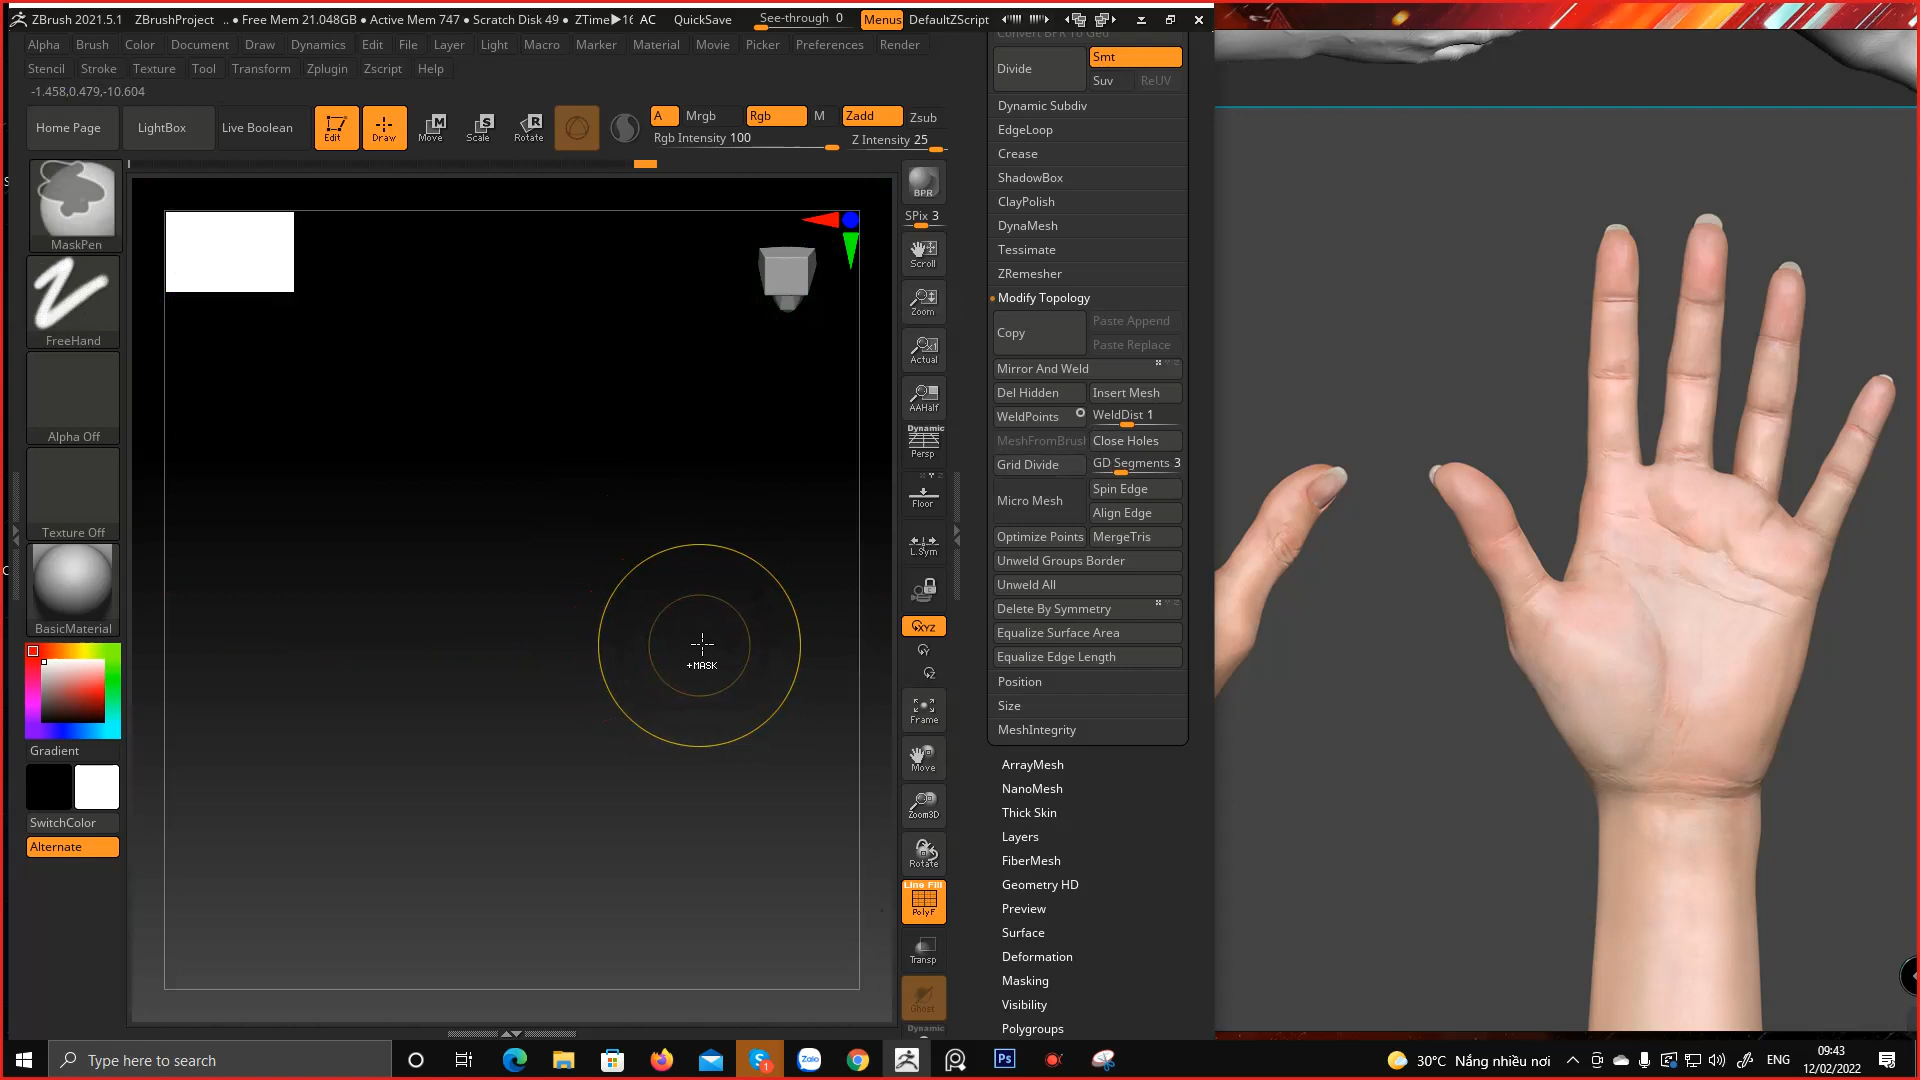 ZBrush 2021.5.1 ZBrushProject .. ● Free Mem 21.048GB ● Active Mem 747 ● Scratch Disk 49 ● ZTime▶16 AC QuickSave See-through 0 Menus DefaultZScript
Alpha Brush Color Document Draw Dynamics Edit File Layer Light Macro Marker Material Movie Picker Preferences Render
Stencil Stroke Texture Tool Transform Zplugin Zscript Help
-1.458,0.479,-10.604
Home Page LightBox Live Boolean Edit Draw Move Scale Rotate
A Mrgb Rgb M Zadd Zsub
Rgb Intensity 100 Z Intensity 25
MaskPen
FreeHand
Alpha Off
Texture Off
BasicMaterial
Gradient
SwitchColor
Alternate
+MASK
BPR
SPix 3
Scroll
Zoom
Actual
AAHalf
Dynamic
Persp
Floor
L.Sym
XYZ
Y
Z
Frame
Move
Zoom3D
Rotate
Line Fill
PolyF
Transp
Ghost
Dynamic
Convert BPR To Geo
Divide Smt
Suv ReUV
Dynamic Subdiv
EdgeLoop
Crease
ShadowBox
ClayPolish
DynaMesh
Tessimate
ZRemesher
Modify Topology
Copy Paste Append
Paste Replace
Mirror And Weld
Del Hidden Insert Mesh
WeldPoints WeldDist 1
MeshFromBrush Close Holes
Grid Divide GD Segments 3
Micro Mesh Spin Edge
Align Edge
Optimize Points MergeTris
Unweld Groups Border
Unweld All
Delete By Symmetry
Equalize Surface Area
Equalize Edge Length
Position
Size
MeshIntegrity
ArrayMesh
NanoMesh
Thick Skin
Layers
FiberMesh
Geometry HD
Preview
Surface
Deformation
Masking
Visibility
Polygroups
Type here to search
Zalo
Ps
30°C Nắng nhiều nơi
ENG
09:43
12/02/2022